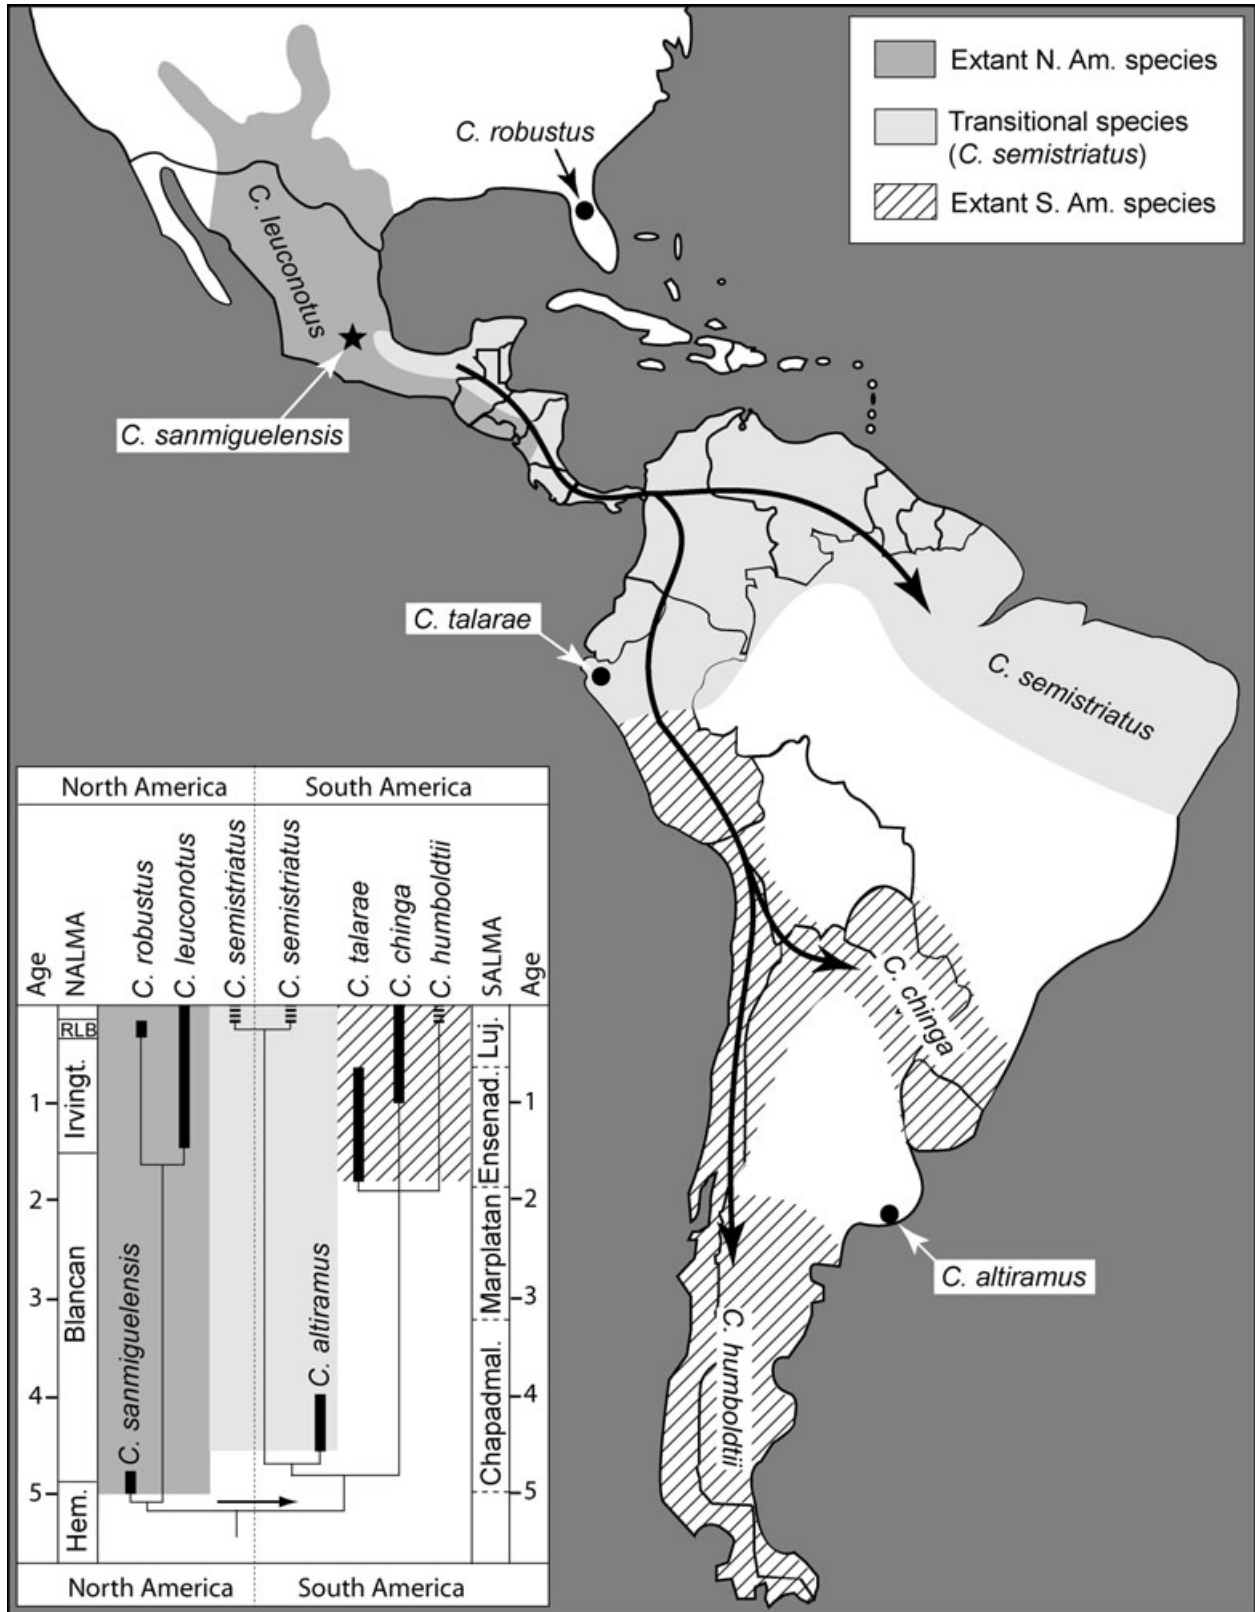 Extant N. Am. species
Transitional species
(C. semistriatus)
Extant S. Am. species
C. robustus
C. leuconotus
C. sanmiguelensis
C. talarae
C. semistriatus
C. chinga
C. altiramus
C. humboldtii
North America
South America
Age
NALMA
C. robustus
C. leuconotus
C. semistriatus
C. semistriatus
C. talarae
C. chinga
C. humboldtii
SALMA
Age
RLB
Irvingt.
Blancan
Hem.
1
2
3
4
5
C. sanmiguelensis
C. altiramus
Luj.
Ensenad.
Marplatan
Chapadmal.
1
2
3
4
5
North America
South America